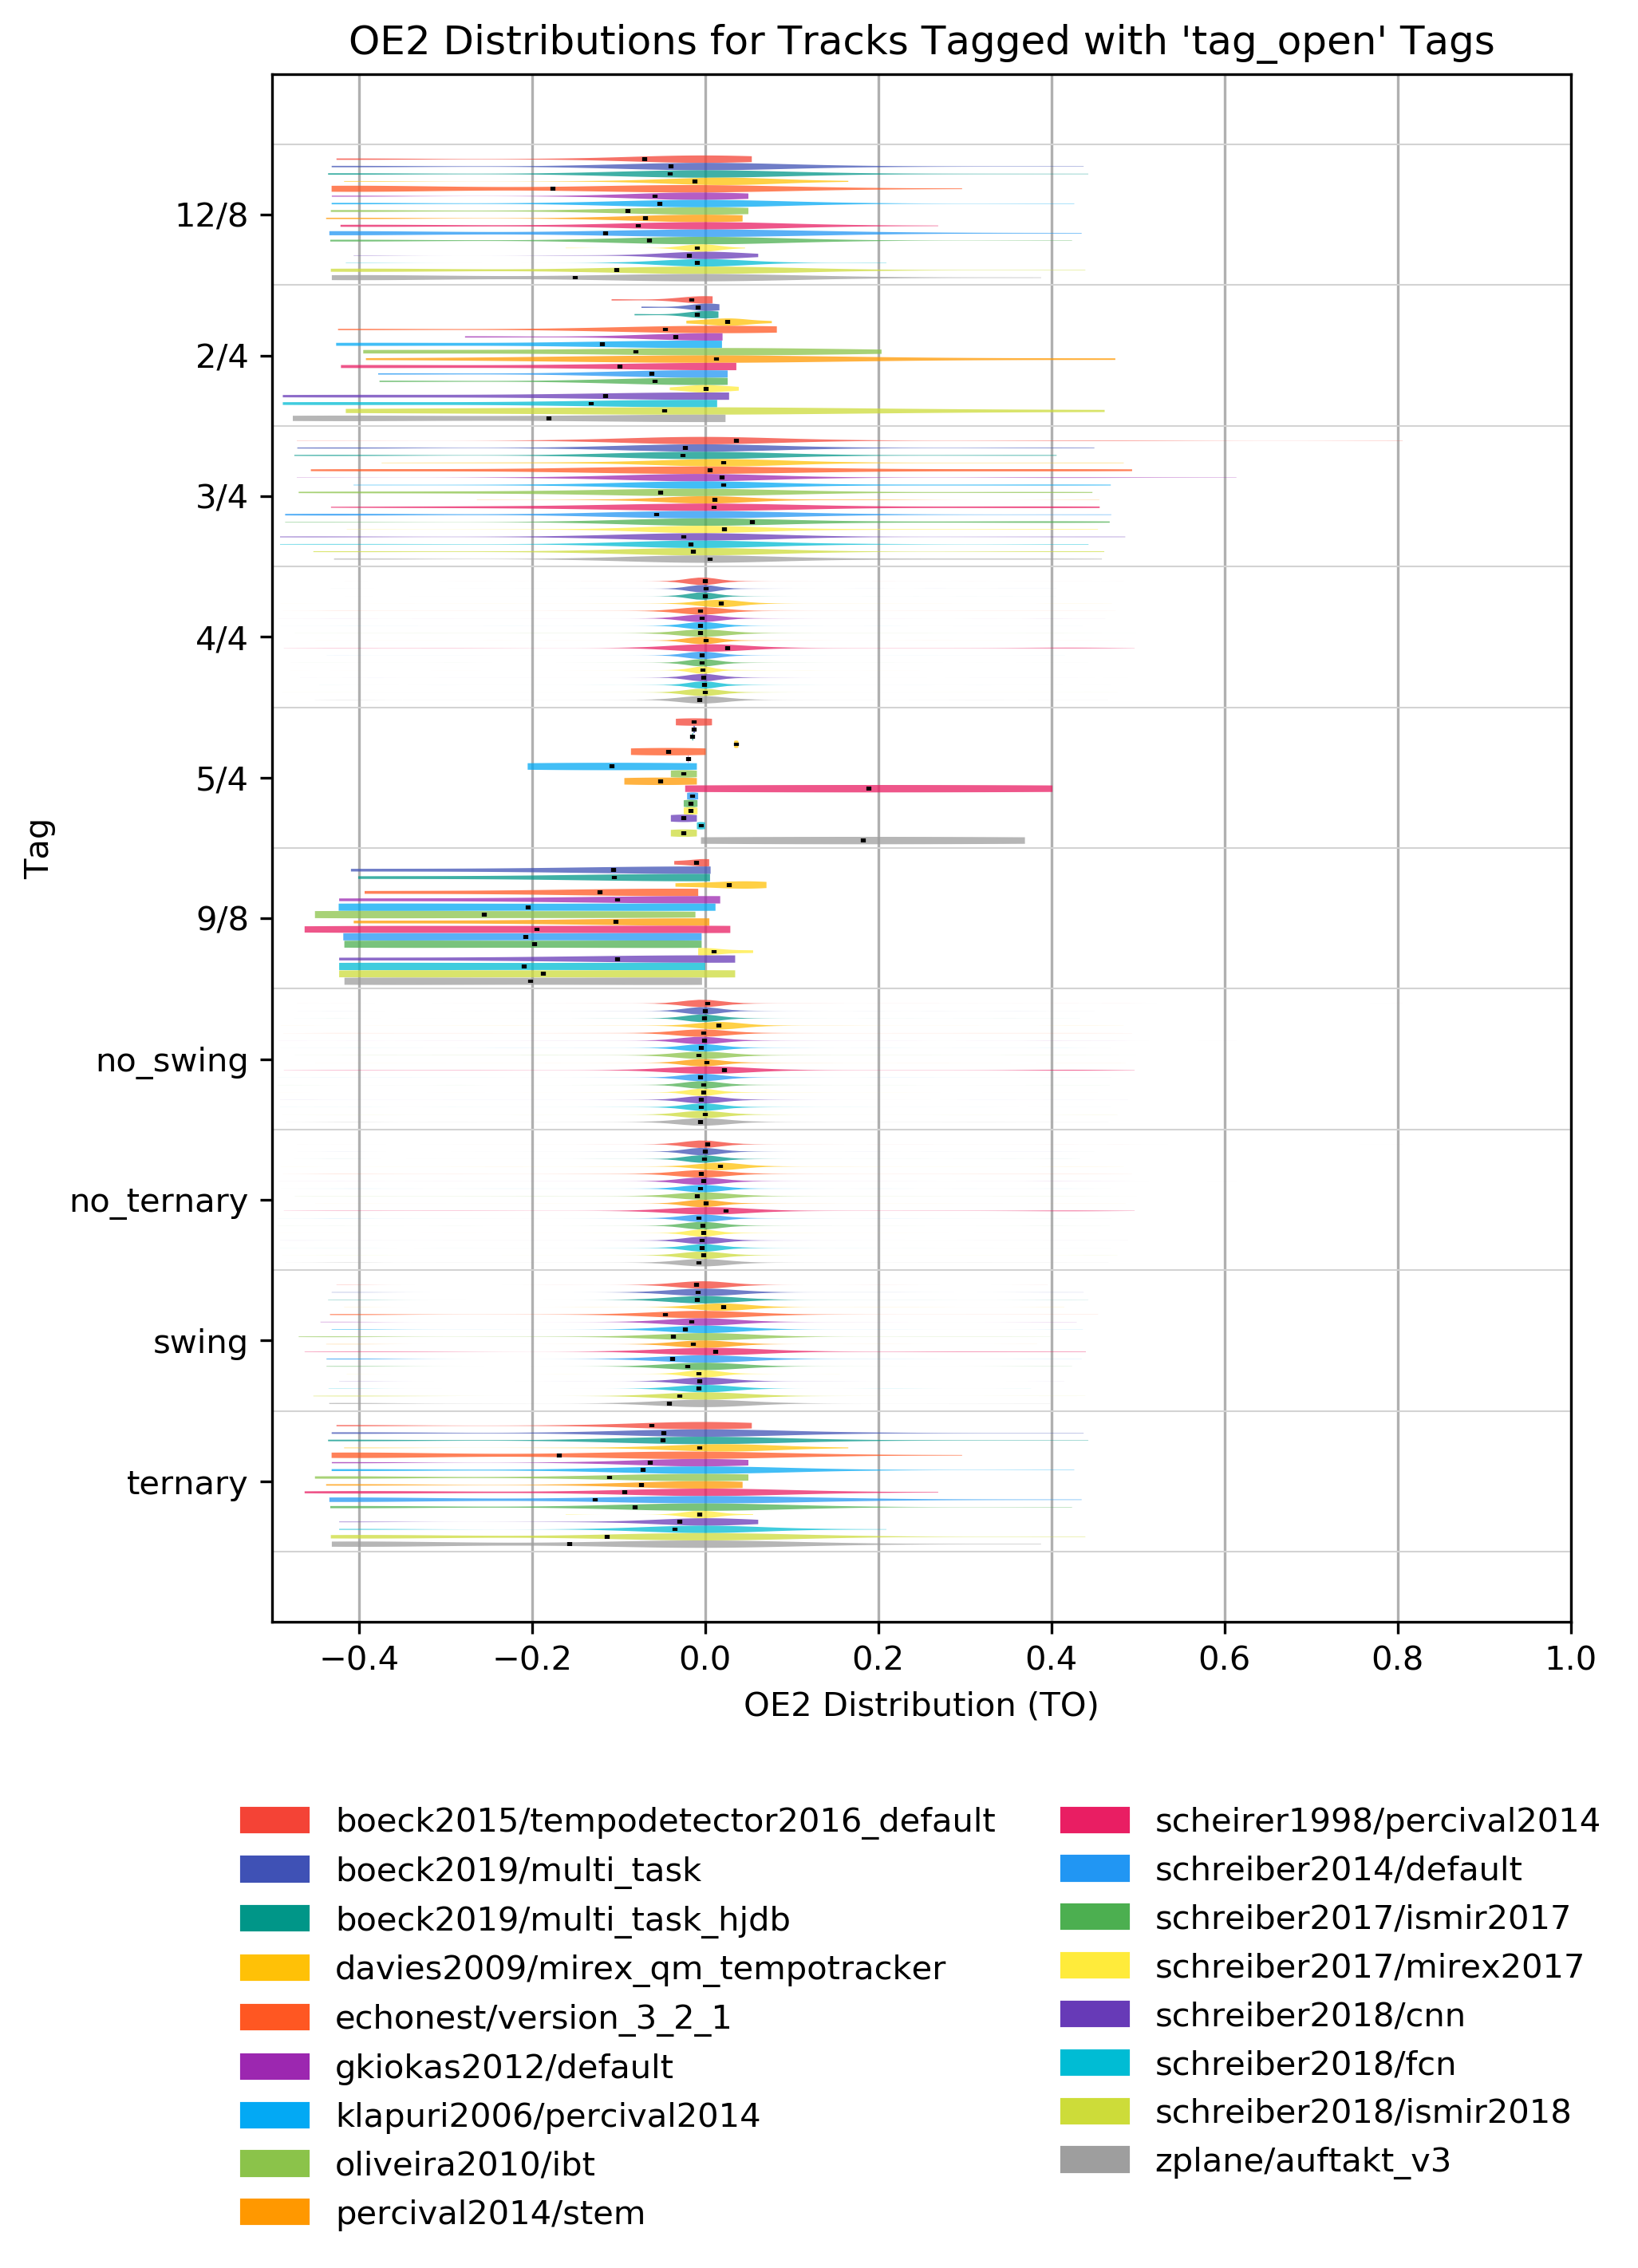 OE2 Distributions for Tracks Tagged with 'tag_open' Tags
12/8
2/4
3/4
4/4
5/4
9/8
no_swing
no_ternary
swing
ternary
Tag
−0.4 −0.2 0.0 0.2 0.4 0.6 0.8 1.0
OE2 Distribution (TO)
boeck2015/tempodetector2016_default
boeck2019/multi_task
boeck2019/multi_task_hjdb
davies2009/mirex_qm_tempotracker
echonest/version_3_2_1
gkiokas2012/default
klapuri2006/percival2014
oliveira2010/ibt
percival2014/stem
scheirer1998/percival2014
schreiber2014/default
schreiber2017/ismir2017
schreiber2017/mirex2017
schreiber2018/cnn
schreiber2018/fcn
schreiber2018/ismir2018
zplane/auftakt_v3